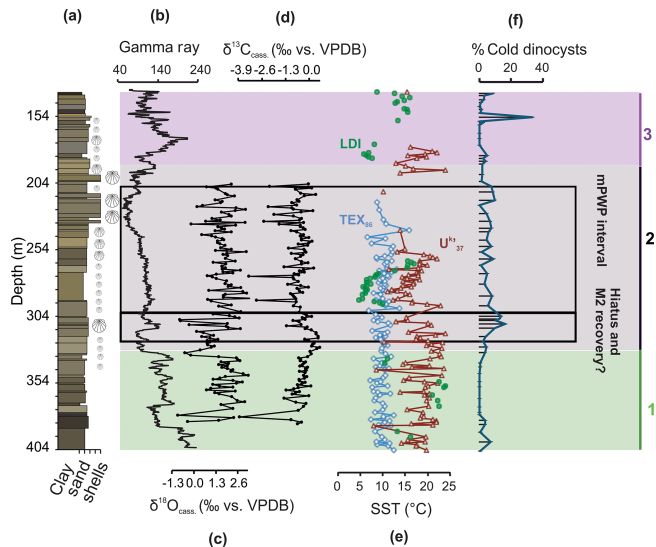 (a)
(b)
(d)
(f)
Gamma ray
δ13Ccass. (‰ vs. VPDB)
% Cold dinocysts
40 140 240
-3.9 -2.6 -1.3 0.0
0 20 40
154
204
254
304
354
404
Depth (m)
LDI
TEX86
Uk'37
3
2
1
mPWP interval
Hiatus and
M2 recovery?
Clay
sand
shells
-1.3 0.0 1.3 2.6
δ18Ocass. (‰ vs. VPDB)
0 5 10 15 20 25
SST (°C)
(c)
(e)